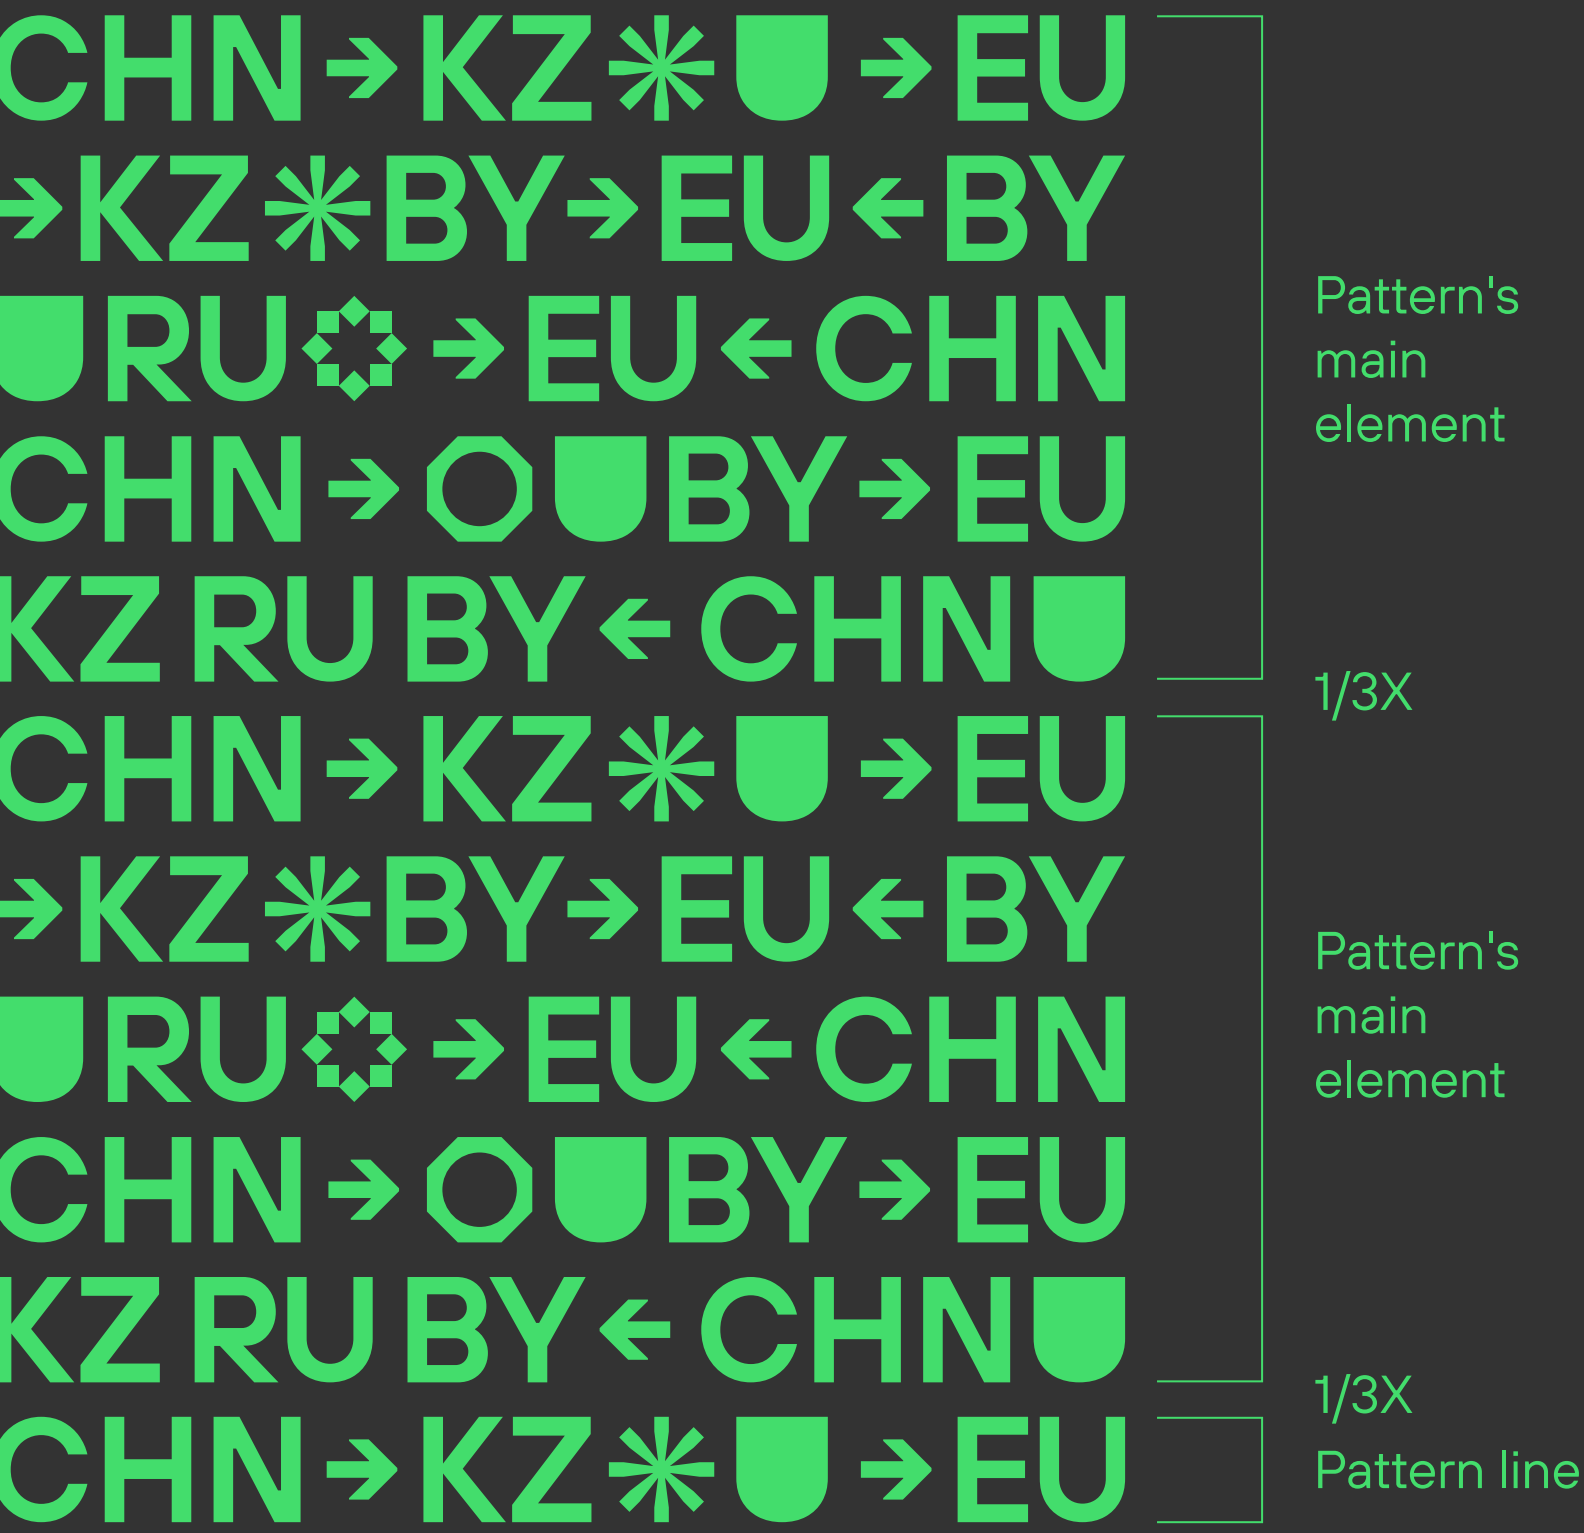 CHN → KZ U → EU
→ KZ BY → EU ← BY
U RU → EU ← CHN
CHN → O U BY → EU
KZ RU BY ← CHN U
CHN → KZ U → EU
→ KZ BY → EU ← BY
U RU → EU ← CHN
CHN → O U BY → EU
KZ RU BY ← CHN U
CHN → KZ U → EU
Pattern's
main
element
1/3X
Pattern's
main
element
1/3X
Pattern line